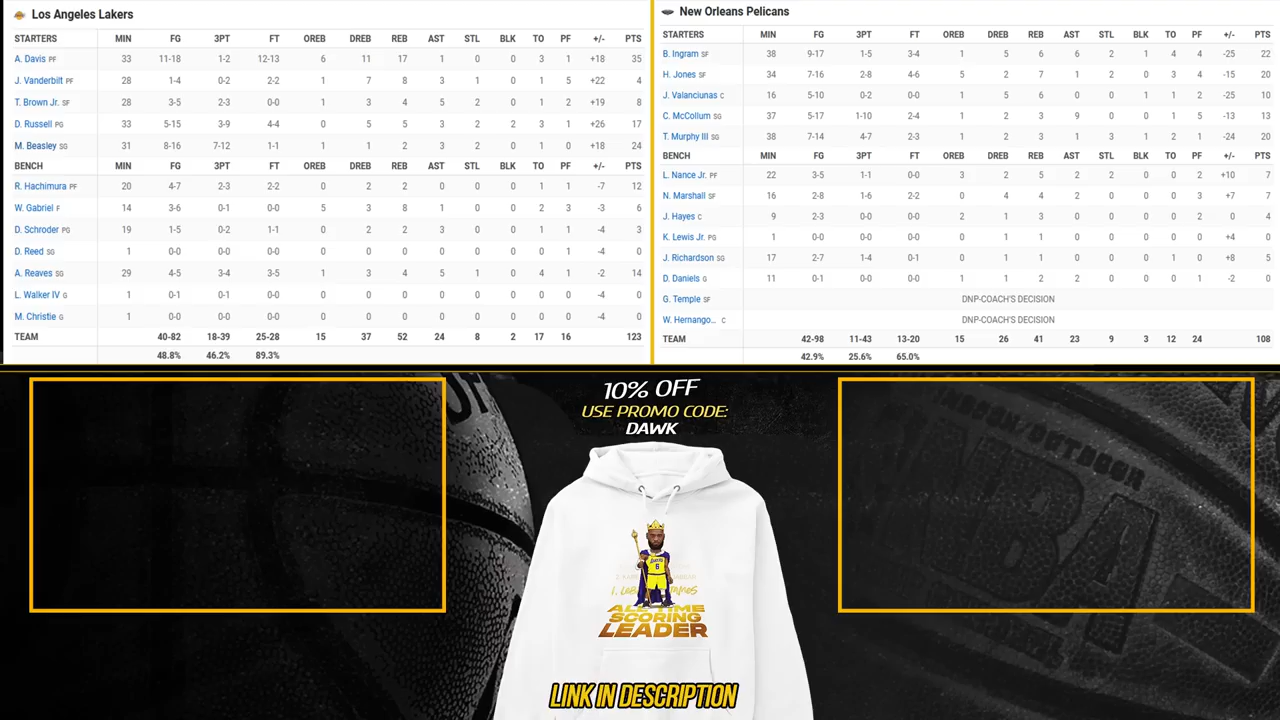 Los Angeles Lakers
STARTERS MIN FG 3PT FT OREB DREB REB AST STL BLK TO PF +/- PTS
A. Davis PF 33 11-18 1-2 12-13 6 11 17 1 0 0 3 1 +18 35
J. Vanderbilt PF 28 1-4 0-2 2-2 1 7 8 3 1 0 1 5 +22 4
T. Brown Jr. SF 28 3-5 2-3 0-0 1 3 4 5 2 0 1 2 +19 8
D. Russell PG 33 5-15 3-9 4-4 0 5 5 3 2 2 3 1 +26 17
M. Beasley SG 31 8-16 7-12 1-1 1 1 2 3 2 0 1 0 +18 24
BENCH MIN FG 3PT FT OREB DREB REB AST STL BLK TO PF +/- PTS
R. Hachimura PF 20 4-7 2-3 2-2 0 2 2 0 0 0 1 1 -7 12
W. Gabriel F 14 3-6 0-1 0-0 5 3 8 1 0 0 2 3 -3 6
D. Schroder PG 19 1-5 0-2 1-1 0 2 2 3 0 0 1 1 -4 3
D. Reed SG 1 0-0 0-0 0-0 0 0 0 0 0 0 0 1 -4 0
A. Reaves SG 29 4-5 3-4 3-5 1 3 4 5 1 0 4 1 -2 14
L. Walker IV G 1 0-1 0-1 0-0 0 0 0 0 0 0 0 0 -4 0
M. Christie G 1 0-0 0-0 0-0 0 0 0 0 0 0 0 0 -4 0
TEAM 40-82 18-39 25-28 15 37 52 24 8 2 17 16 123
48.8% 46.2% 89.3%
New Orleans Pelicans
STARTERS MIN FG 3PT FT OREB DREB REB AST STL BLK TO PF +/- PTS
B. Ingram SF 38 9-17 1-5 3-4 1 5 6 6 2 1 4 4 -25 22
H. Jones SF 34 7-16 2-8 4-6 5 2 7 1 2 0 3 4 -15 20
J. Valanciunas C 16 5-10 0-2 0-0 1 5 6 0 0 1 1 2 -25 10
C. McCollum SG 37 5-17 1-10 2-4 1 2 3 9 0 0 1 5 -13 13
T. Murphy III SG 38 7-14 4-7 2-3 1 2 3 1 3 1 2 1 -24 20
BENCH MIN FG 3PT FT OREB DREB REB AST STL BLK TO PF +/- PTS
L. Nance Jr. PF 22 3-5 1-1 0-0 3 2 5 2 2 0 0 2 +10 7
N. Marshall SF 16 2-8 1-6 2-2 0 4 4 2 0 0 0 3 +7 7
J. Hayes C 9 2-3 0-0 0-0 2 1 3 0 0 0 0 2 0 4
K. Lewis Jr. PG 1 0-0 0-0 0-0 0 1 1 0 0 0 0 0 +4 0
J. Richardson SG 17 2-7 1-4 0-1 0 1 1 0 0 0 1 0 +8 5
D. Daniels G 11 0-1 0-0 0-0 1 1 2 2 0 0 0 1 -2 0
G. Temple SF DNP-COACH'S DECISION
W. Hernango... C DNP-COACH'S DECISION
TEAM 42-98 11-43 13-20 15 26 41 23 9 3 12 24 108
42.9% 25.6% 65.0%
10% OFF
USE PROMO CODE:
DAWK
Lakers
6
ALL TIME
SCORING
LEADER
LINK IN DESCRIPTION